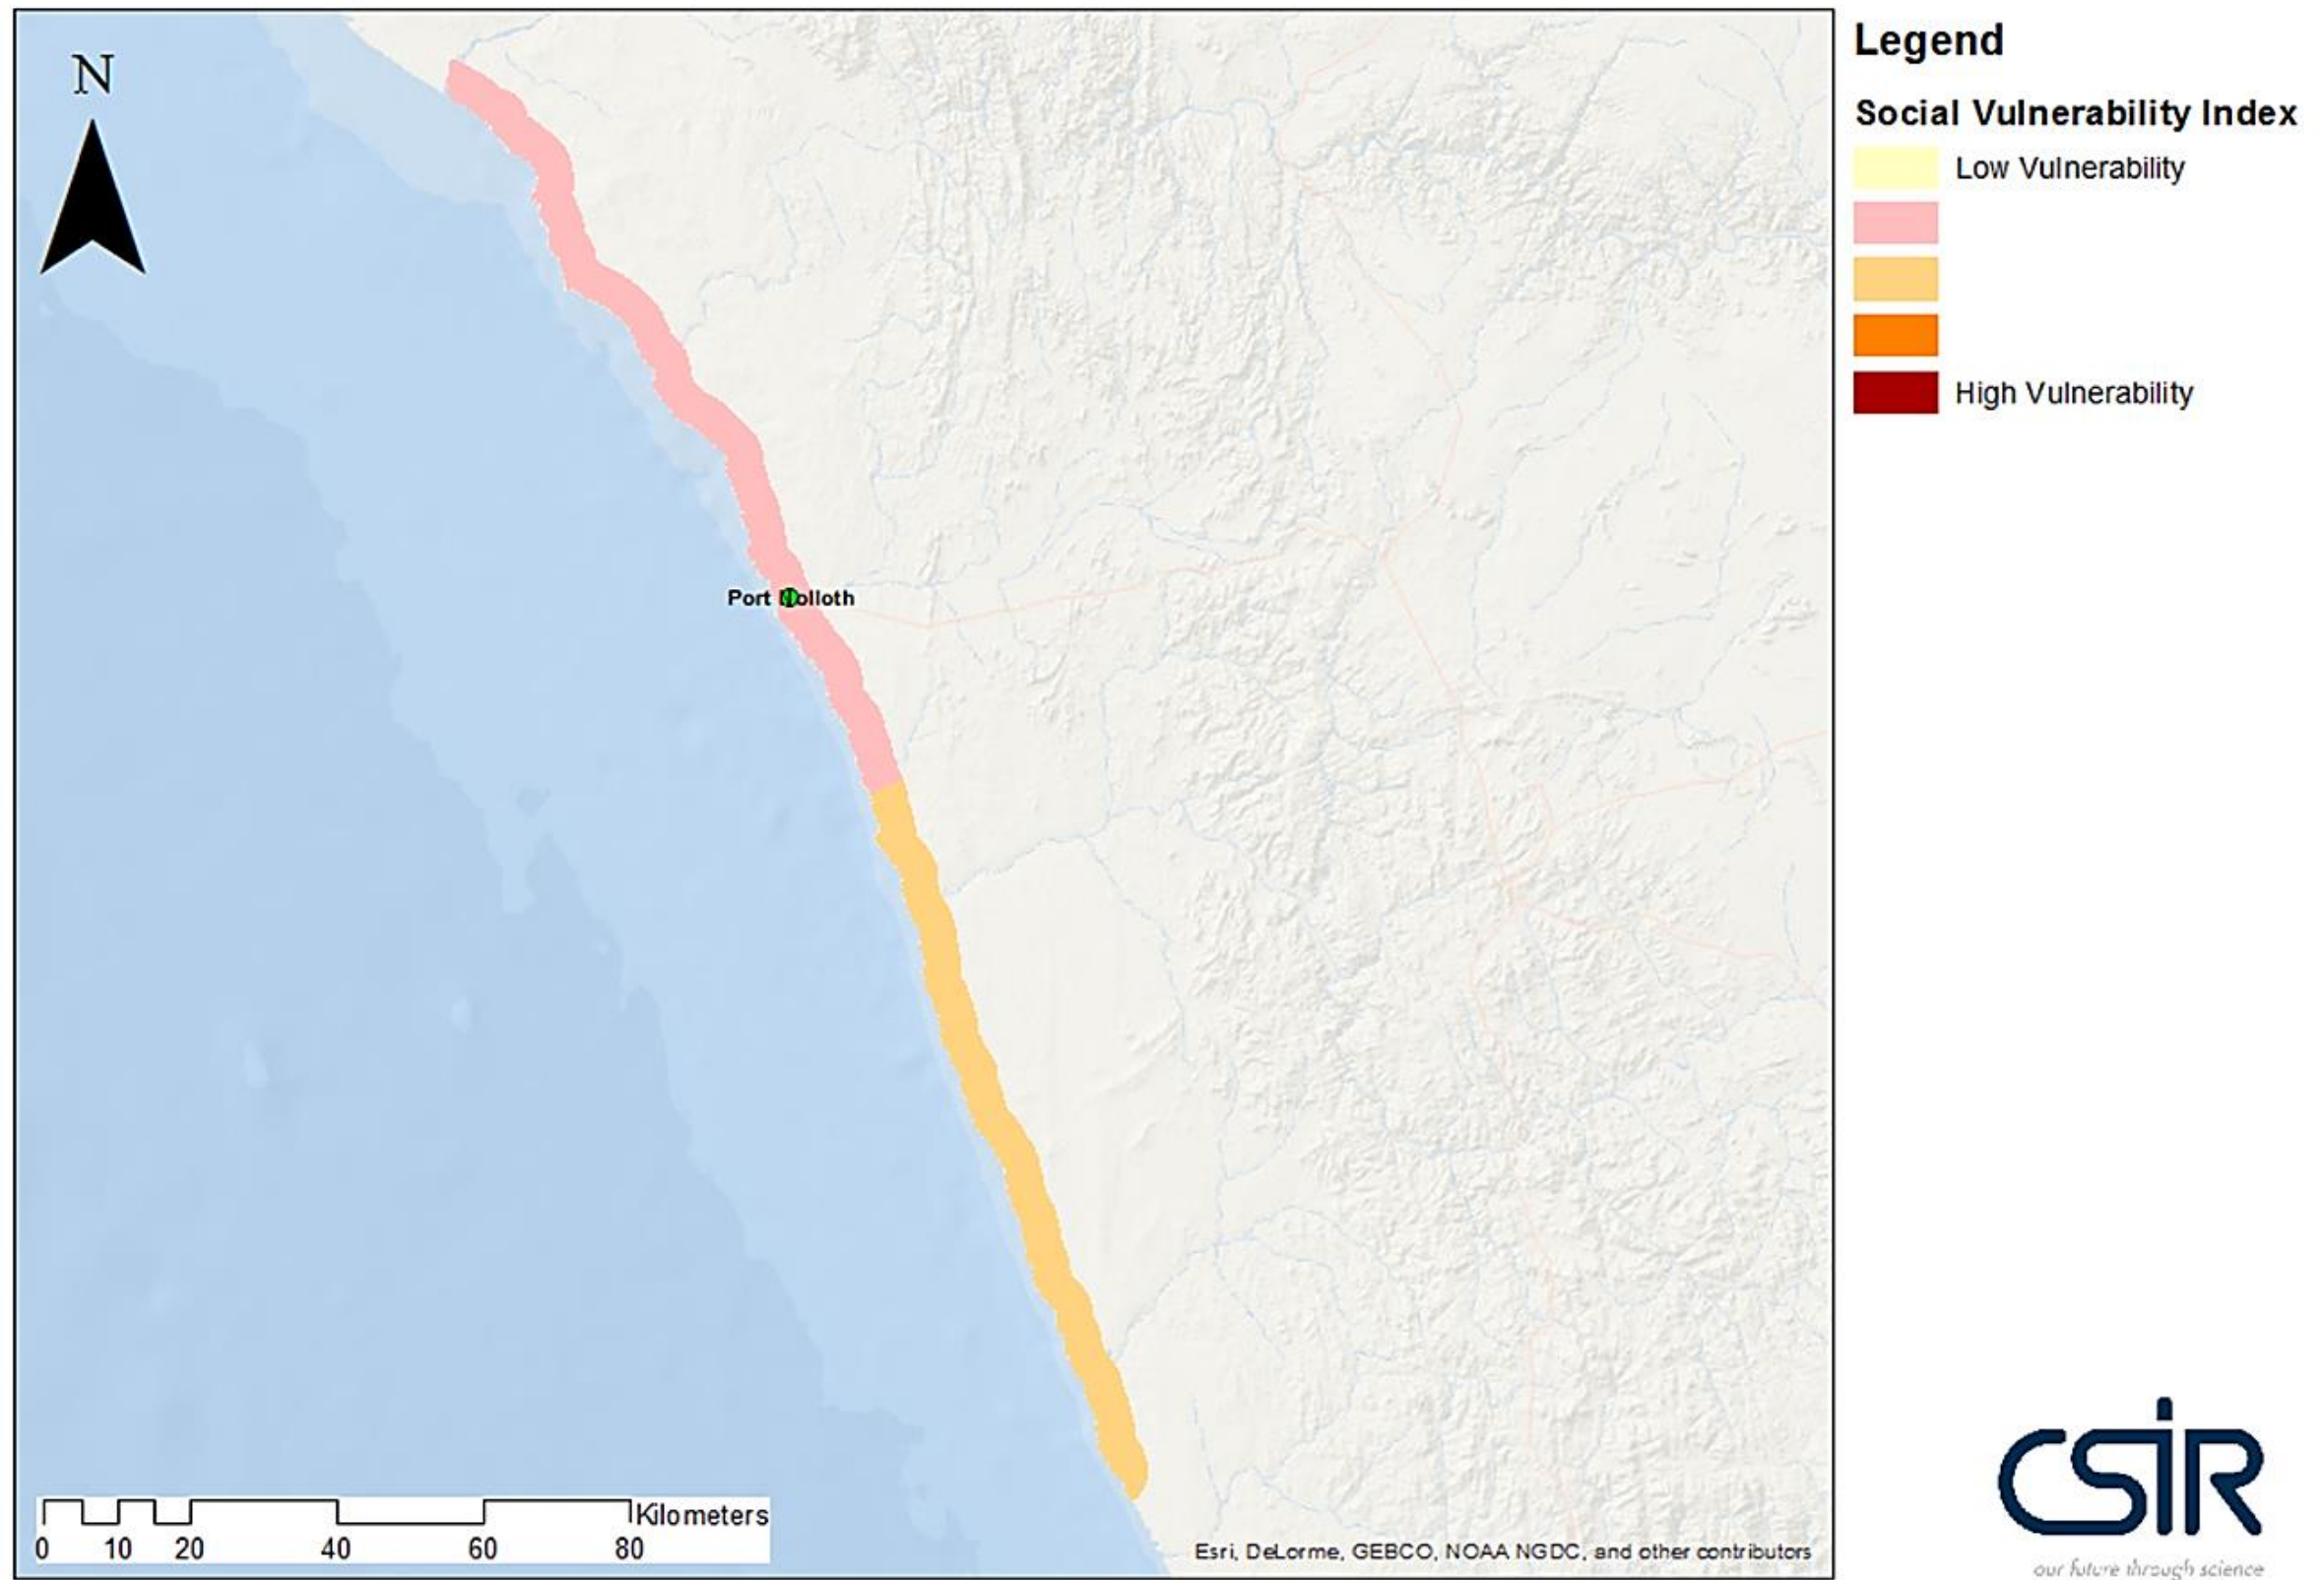 N
Port Nolloth
Kilometers
0 10 20 40 60 80
Esri, DeLorme, GEBCO, NOAA NGDC, and other contributors
Legend
Social Vulnerability Index
Low Vulnerability
High Vulnerability
CSIR
our future through science